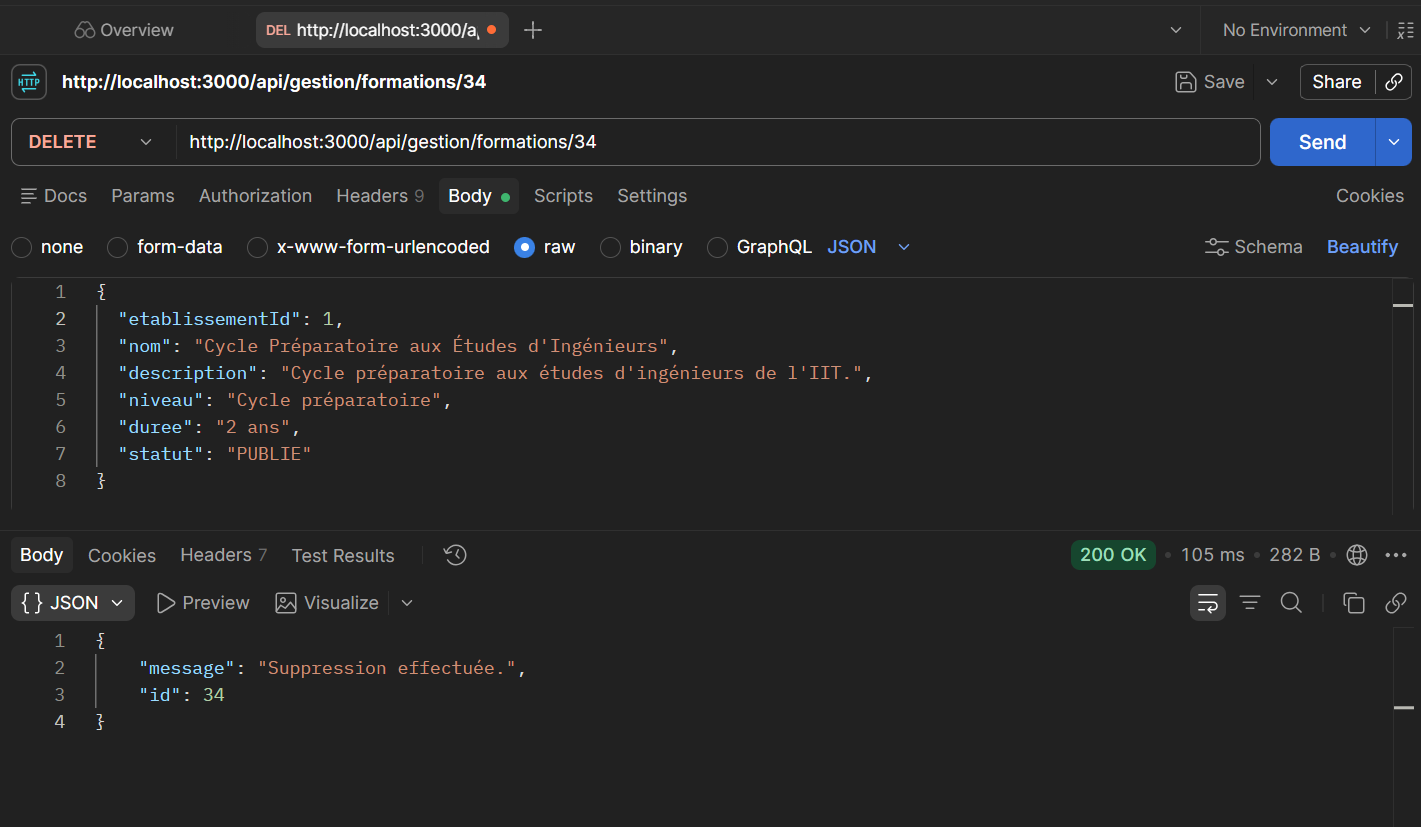 Overview
DEL http://localhost:3000/a
No Environment
HTTP http://localhost:3000/api/gestion/formations/34
Save
Share
DELETE
http://localhost:3000/api/gestion/formations/34
Send
Docs Params Authorization Headers 9 Body Scripts Settings Cookies
none form-data x-www-form-urlencoded raw binary GraphQL JSON Schema Beautify
1 {
2 "etablissementId": 1,
3 "nom": "Cycle Préparatoire aux Études d'Ingénieurs",
4 "description": "Cycle préparatoire aux études d'ingénieurs de l'IIT.",
5 "niveau": "Cycle préparatoire",
6 "duree": "2 ans",
7 "statut": "PUBLIE"
8 }
Body Cookies Headers 7 Test Results 200 OK • 105 ms • 282 B •
{} JSON Preview Visualize
1 {
2 "message": "Suppression effectuée.",
3 "id": 34
4 }